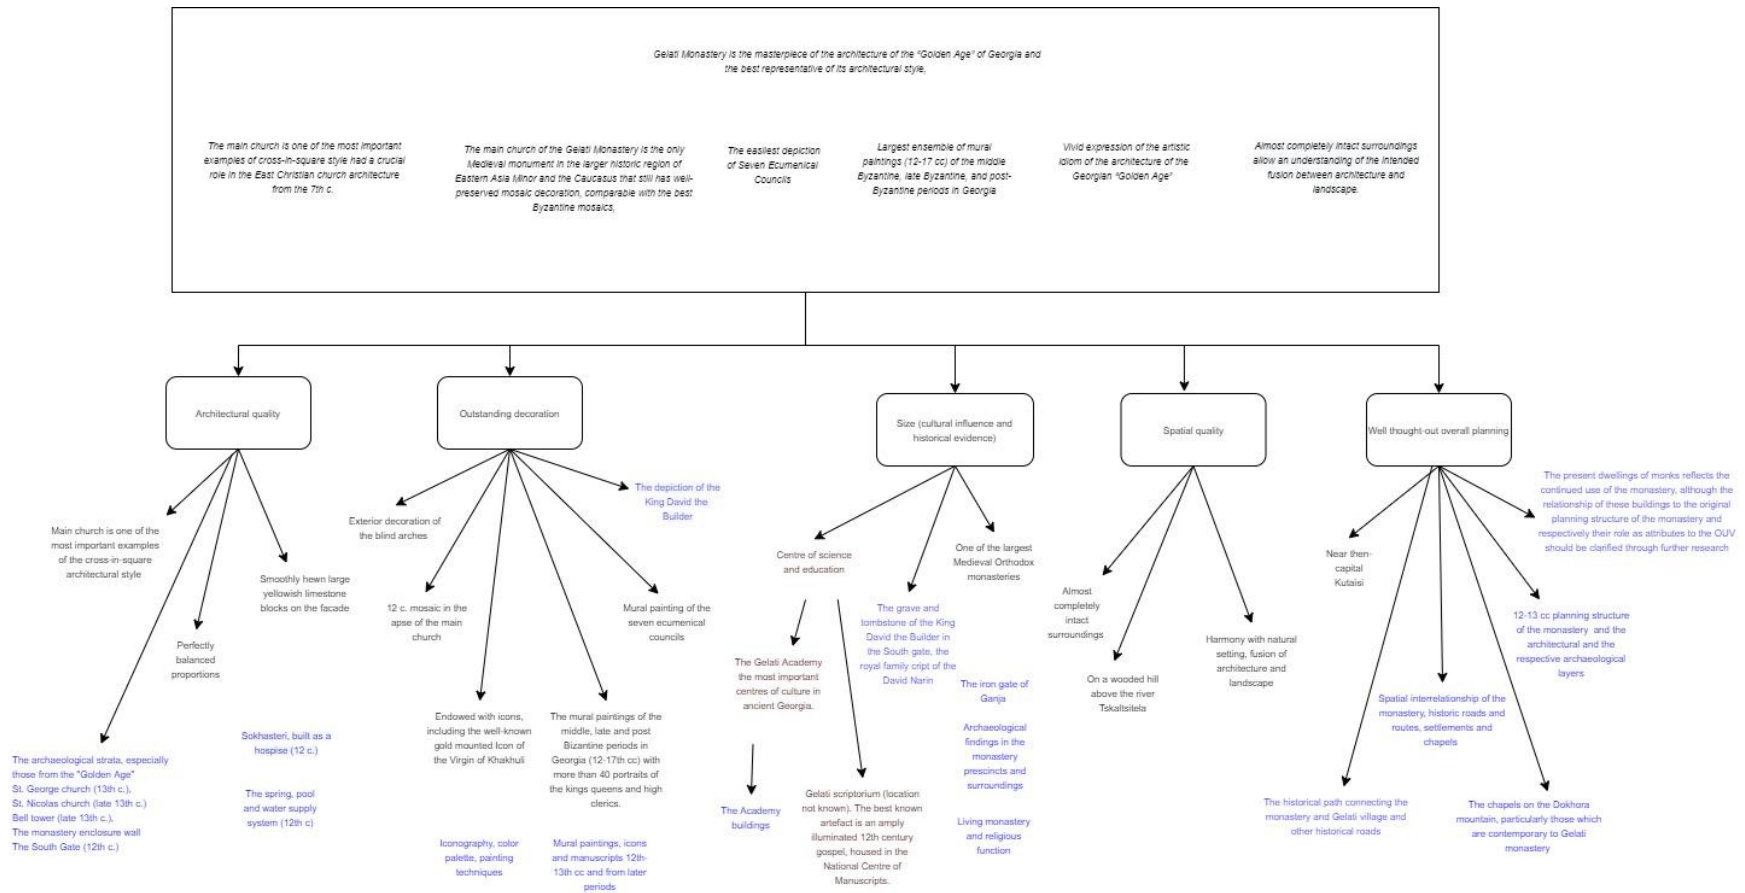 Gelati Monastery is the masterpiece of the architecture of the "Golden Age" of Georgia and
the best representative of its architectural style,
The main church is one of the most important
examples of cross-in-square style had a crucial
role in the East Christian church architecture
from the 7th c.
The main church of the Gelati Monastery is the only
Medieval monument in the larger historic region of
Eastern Asia Minor and the Caucasus that still has well-
preserved mosaic decoration, comparable with the best
Byzantine mosaics,
The easliest depiction
of Seven Ecumenical
Councils
Largest ensemble of mural
paintings (12-17 cc) of the middle
Byzantine, late Byzantine, and post-
Byzantine periods in Georgia
Vivid expression of the artistic
idiom of the architecture of the
Georgian "Golden Age"
Almost completely intact surroundings
allow an understanding of the intended
fusion between architecture and
landscape.
Architectural quality
Outstanding decoration
Size (cultural influence and
historical evidence)
Spatial quality
Well thought-out overall planning
Main church is one of the
most important examples
of the cross-in-square
architectural style
Smoothly hewn large
yellowish limestone
blocks on the facade
Perfectly
balanced
proportions
The archaeological strata, especially
those from the "Golden Age"
St. George church (13th c.),
St. Nicolas church (late 13th c.)
Bell tower (late 13th c.),
The monastery enclosure wall
The South Gate (12th c.)
Sokhasteri, built as a
hospise (12 c.)
The spring, pool
and water supply
system (12th c)
Exterior decoration of
the blind arches
12 c. mosaic in the
apse of the main
church
Endowed with icons,
including the well-known
gold mounted Icon of
the Virgin of Khakhuli
Iconography, color
palette, painting
techniques
The mural paintings of the
middle, late and post
Bizantine periods in
Georgia (12-17th cc) with
more than 40 portraits of
the kings queens and high
clerics.
Mural paintings, icons
and manuscripts 12th-
13th cc and from later
periods
Mural painting of the
seven ecumenical
councils
The depiction of the
King David the
Builder
Centre of science
and education
The Gelati Academy
the most important
centres of culture in
ancient Georgia.
The Academy
buildings
Gelati scriptorium (location
not known). The best known
artefact is an amply
illuminated 12th century
gospel, housed in the
National Centre of
Manuscripts.
The grave and
tombstone of the King
David the Builder in
the South gate, the
royal family cript of the
David Narin
One of the largest
Medieval Orthodox
monasteries
The iron gate of
Ganja
Archaeological
findings in the
monastery
prescincts and
surroundings
Living monastery
and religious
function
Almost
completely
intact
surroundings
On a wooded hill
above the river
Tskaltsitela
Harmony with natural
setting, fusion of
architecture and
landscape
Near then-
capital
Kutaisi
The historical path connecting the
monastery and Gelati village and
other historical roads
Spatial interrelationship of the
monastery, historic roads and
routes, settlements and
chapels
The chapels on the Dokhora
mountain, particularly those which
are contemporary to Gelati
monastery
12-13 cc planning structure
of the monastery and the
architectural and the
respective archaeological
layers
The present dwellings of monks reflects the
continued use of the monastery, although the
relationship of these buildings to the original
planning structure of the monastery and
respectively their role as attributes to the OUV
should be clarified through further research